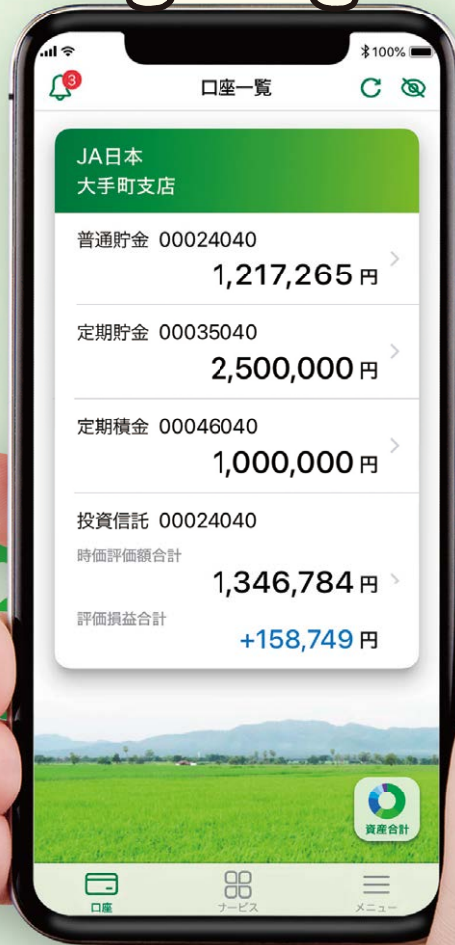 100%
3
口座一覧
JA日本
大手町支店
普通貯金 00024040
1,217,265 円
定期貯金 00035040
2,500,000 円
定期積金 00046040
1,000,000 円
投資信託 00024040
時価評価額合計
1,346,784 円
評価損益合計
+158,749 円
資産合計
口座
サービス
メニュー